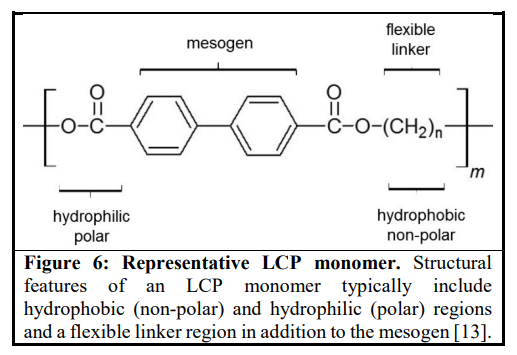 flexible
linker
mesogen
O
O
O-C
C-O-(CH₂)ₙ
m
hydrophilic
polar
hydrophobic
non-polar
Figure 6: Representative LCP monomer. Structural
features of an LCP monomer typically include
hydrophobic (non-polar) and hydrophilic (polar) regions
and a flexible linker region in addition to the mesogen [13].